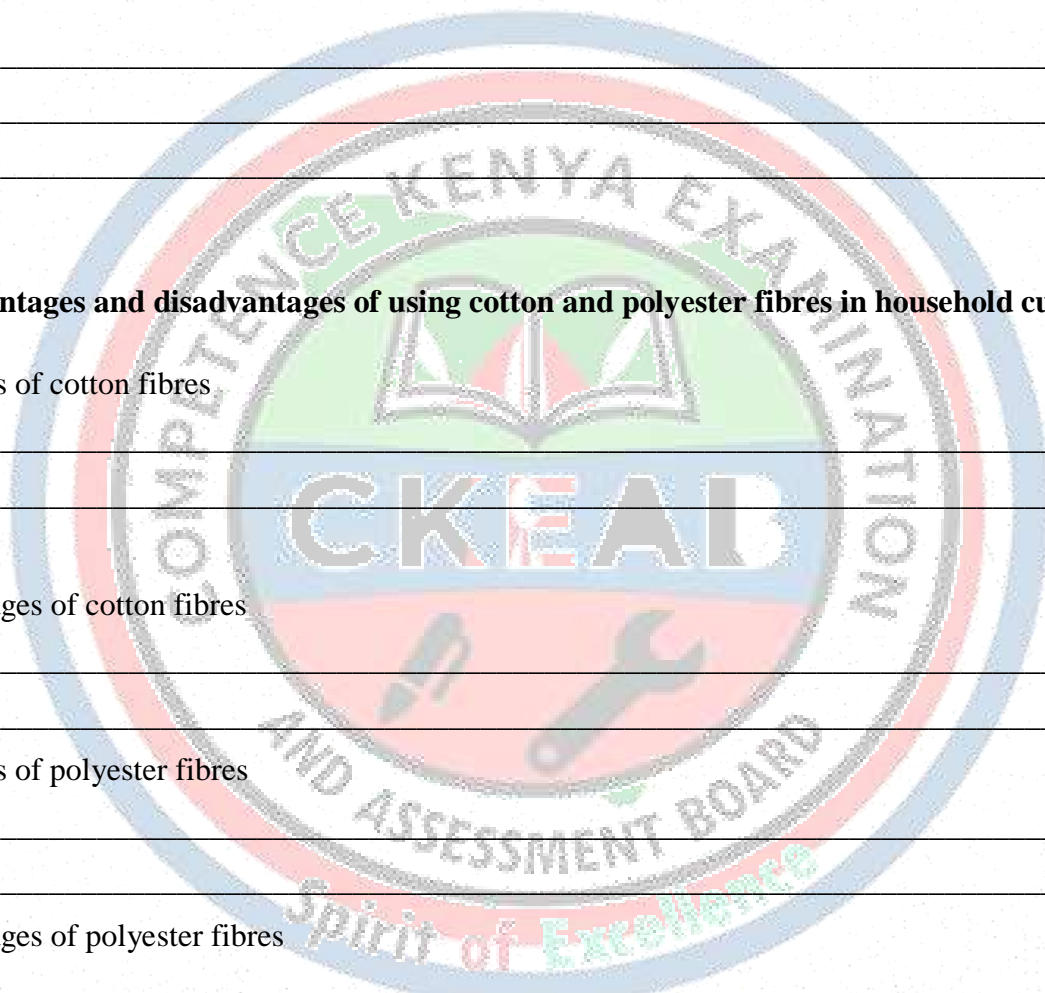 COMPETENCE KENYA EXAMINATION
ntages and disadvantages of using cotton and polyester fibres in household cu
s of cotton fibres
CKEAB
ges of cotton fibres
s of polyester fibres
AND ASSESSMENT BOARD
Spirit of Excellence
ges of polyester fibres